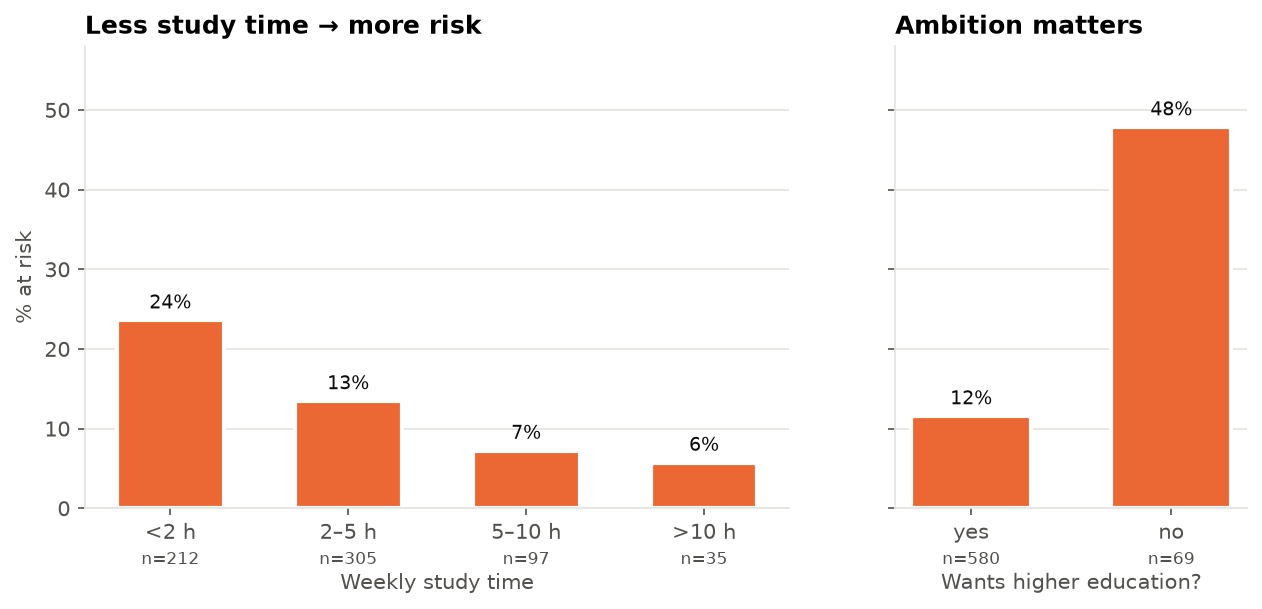 Less study time → more risk
% at risk
50
40
30
20
10
0
24%
13%
7%
6%
<2 h
2–5 h
5–10 h
>10 h
n=212
n=305
n=97
n=35
Weekly study time
Ambition matters
12%
48%
yes
no
n=580
n=69
Wants higher education?